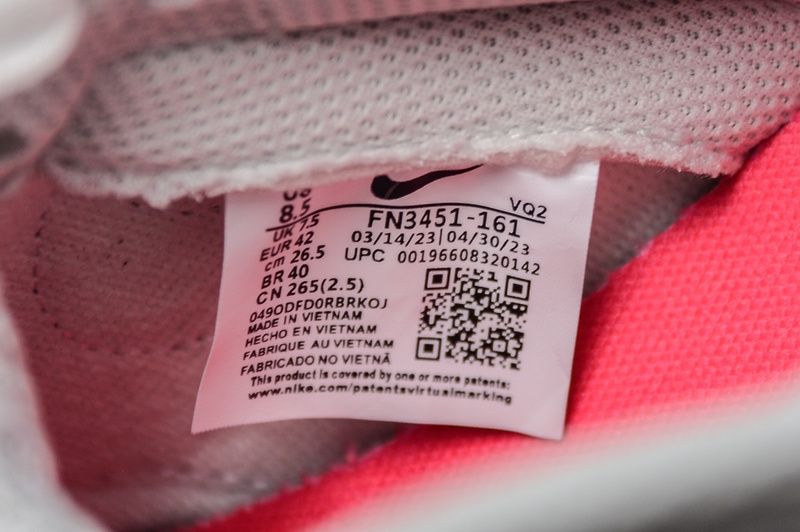 US
8.5
UK 7.5
EUR 42
cm 26.5
BR 40
CN 265(2.5)
VQ2
FN3451-161
03/14/23|04/30/23
UPC 00196608320142
049ODFD0RBRKOJ
MADE IN VIETNAM
HECHO EN VIETNAM
FABRIQUE AU VIETNAM
FABRICADO NO VIETNÃ
This product is covered by one or more patents:
www.nike.com/patentsvirtualmarking